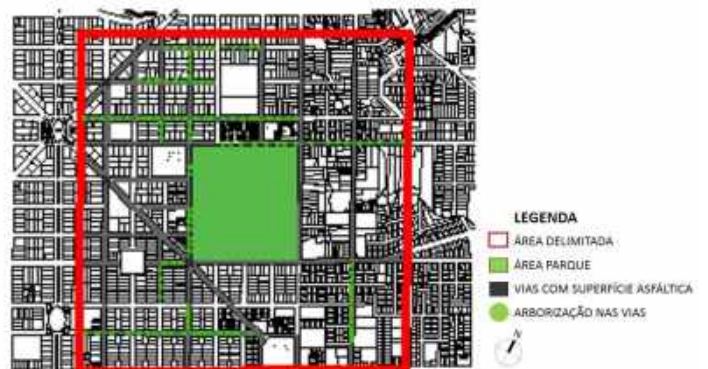 LEGENDA
ÁREA DELIMITADA
ÁREA PARQUE
VIAS COM SUPERFÍCIE ASFÁLTICA
ARBORIZAÇÃO NAS VIAS
N